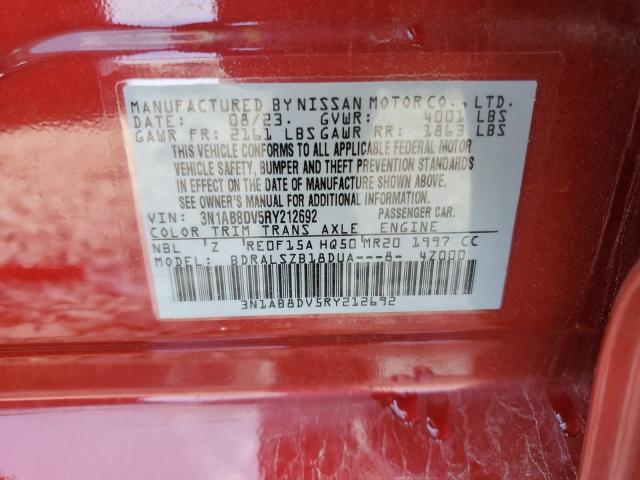 MANUFACTURED BY NISSAN MOTOR CO., LTD.
DATE: 08/23. GVWR: 4001 LBS
GAWR FR: 2161 LBS GAWR RR: 1863 LBS
THIS VEHICLE CONFORMS TO ALL APPLICABLE FEDERAL MOTOR
VEHICLE SAFETY, BUMPER AND THEFT PREVENTION STANDARDS
IN EFFECT ON THE DATE OF MANUFACTURE SHOWN ABOVE.
SEE OWNER'S MANUAL FOR ADDITIONAL INFORMATION.
VIN: 3N1AB8DV5RY212692 PASSENGER CAR.
COLOR TRIM TRANS AXLE ENGINE
NBL 'Z RE0F15A HQ50 MR20 1997 CC
MODEL: BDRALSZB18DUA---8- 4Z000
3N1AB8DV5RY212692